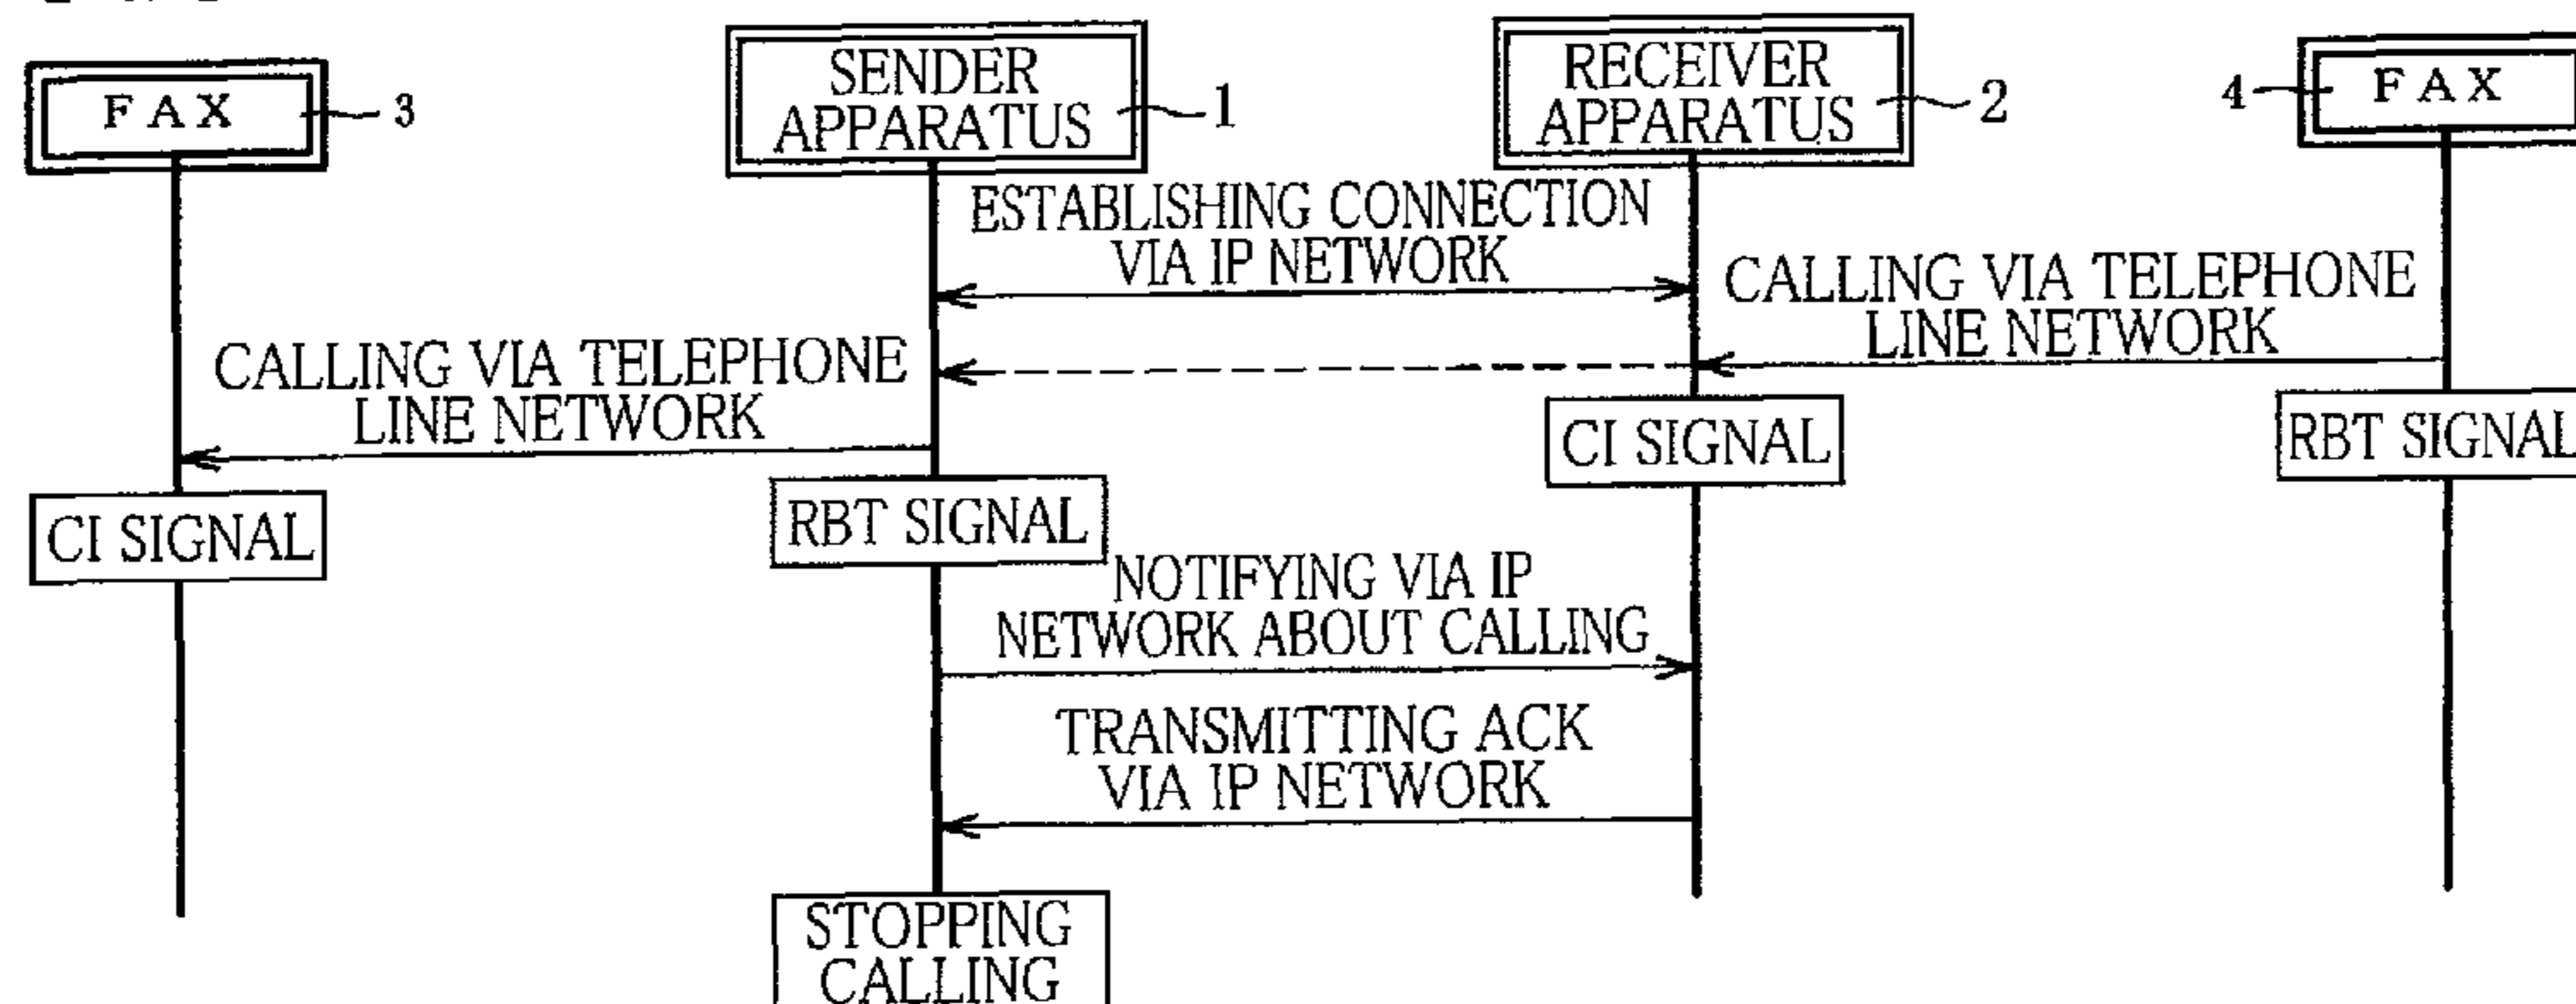 FAX
3
SENDER
APPARATUS
1
RECEIVER
APPARATUS
2
4
FAX
ESTABLISHING CONNECTION
VIA IP NETWORK
CALLING VIA TELEPHONE
LINE NETWORK
CALLING VIA TELEPHONE
LINE NETWORK
CI SIGNAL
RBT SIGNAL
CI SIGNAL
RBT SIGNAL
NOTIFYING VIA IP
NETWORK ABOUT CALLING
TRANSMITTING ACK
VIA IP NETWORK
STOPPING
CALLING